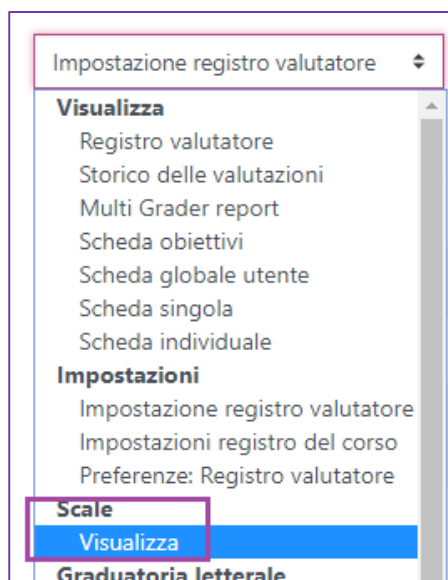 Impostazione registro valutatore
Visualizza
Registro valutatore
Storico delle valutazioni
Multi Grader report
Scheda obiettivi
Scheda globale utente
Scheda singola
Scheda individuale
Impostazioni
Impostazione registro valutatore
Impostazioni registro del corso
Preferenze: Registro valutatore
Scale
Visualizza
Graduatoria letterale